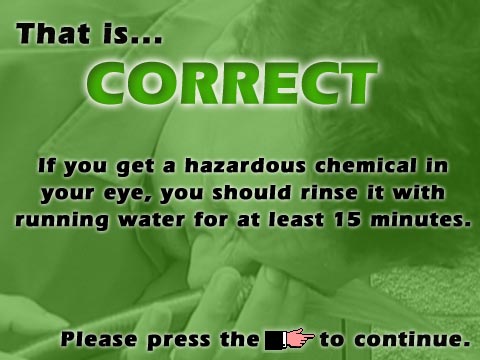 That is...
CORRECT
If you get a hazardous chemical in
your eye, you should rinse it with
running water for at least 15 minutes.
Please press the to continue.